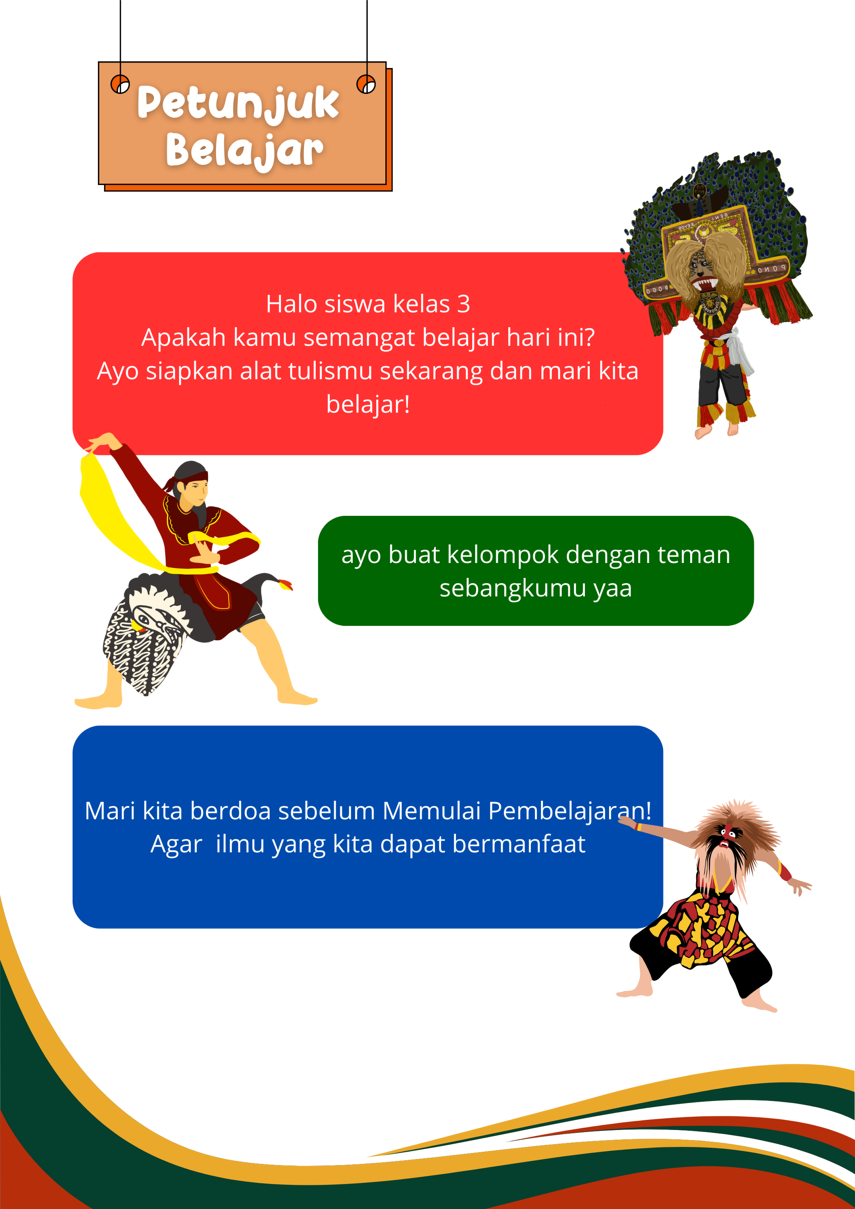 Petunjuk
Belajar
Halo siswa kelas 3
Apakah kamu semangat belajar hari ini?
Ayo siapkan alat tulismu sekarang dan mari kita
belajar!
ayo buat kelompok dengan teman
sebangkumu yaa
Mari kita berdoa sebelum Memulai Pembelajaran!
Agar  ilmu yang kita dapat bermanfaat